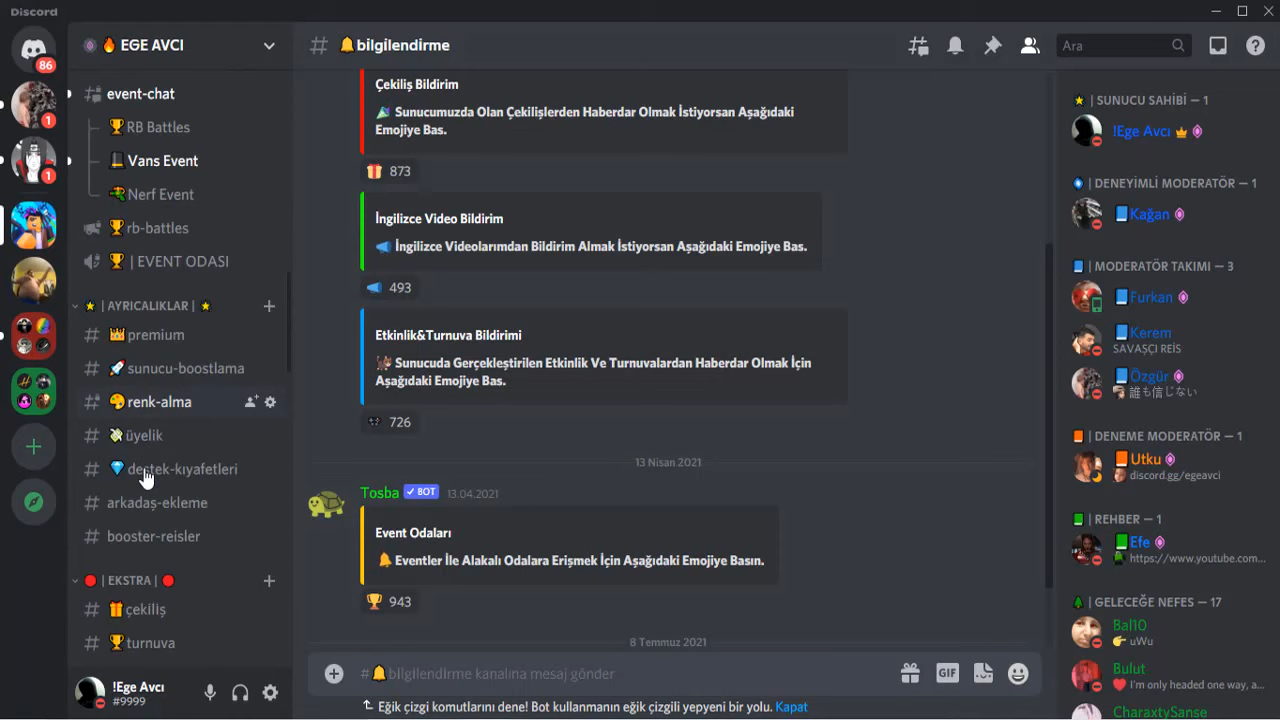 Discord
EGE AVCI
bilgilendirme
Ara
86
1
1
event-chat
RB Battles
Vans Event
Nerf Event
rb-battles
| EVENT ODASI
| AYRICALIKLAR |
premium
sunucu-boostlama
renk-alma
üyelik
destek-kıyafetleri
arkadaş-ekleme
booster-reisler
| EKSTRA |
çekiliş
turnuva
!Ege Avcı
#9999
Çekiliş Bildirim
Sunucumuzda Olan Çekilişlerden Haberdar Olmak İstiyorsan Aşağıdaki
Emojiye Bas.
873
İngilizce Video Bildirim
İngilizce Videolarımdan Bildirim Almak İstiyorsan Aşağıdaki Emojiye Bas.
493
Etkinlik&Turnuva Bildirimi
Sunucuda Gerçekleştirilen Etkinlik Ve Turnuvalardan Haberdar Olmak İçin
Aşağıdaki Emojiye Bas.
726
13 Nisan 2021
Tosba BOT 13.04.2021
Event Odaları
Eventler İle Alakalı Odalara Erişmek İçin Aşağıdaki Emojiye Basın.
943
8 Temmuz 2021
#bilgilendirme kanalına mesaj gönder
GIF
Eğik çizgi komutlarını dene! Bot kullanmanın eğik çizgili yepyeni bir yolu. Kapat
| SUNUCU SAHİBİ — 1
!Ege Avcı
| DENEYİMLİ MODERATÖR — 1
Kağan
| MODERATÖR TAKIMI — 3
Furkan
Kerem
SAVAŞÇI REİS
Özgür
誰も信じない
| DENEME MODERATÖR — 1
Utku
discord.gg/egeavci
| REHBER — 1
Efe
https://www.youtube.com...
| GELECEĞE NEFES — 17
Bal10
uWu
Bulut
I'm only headed one way, a...
CharaxtySanse